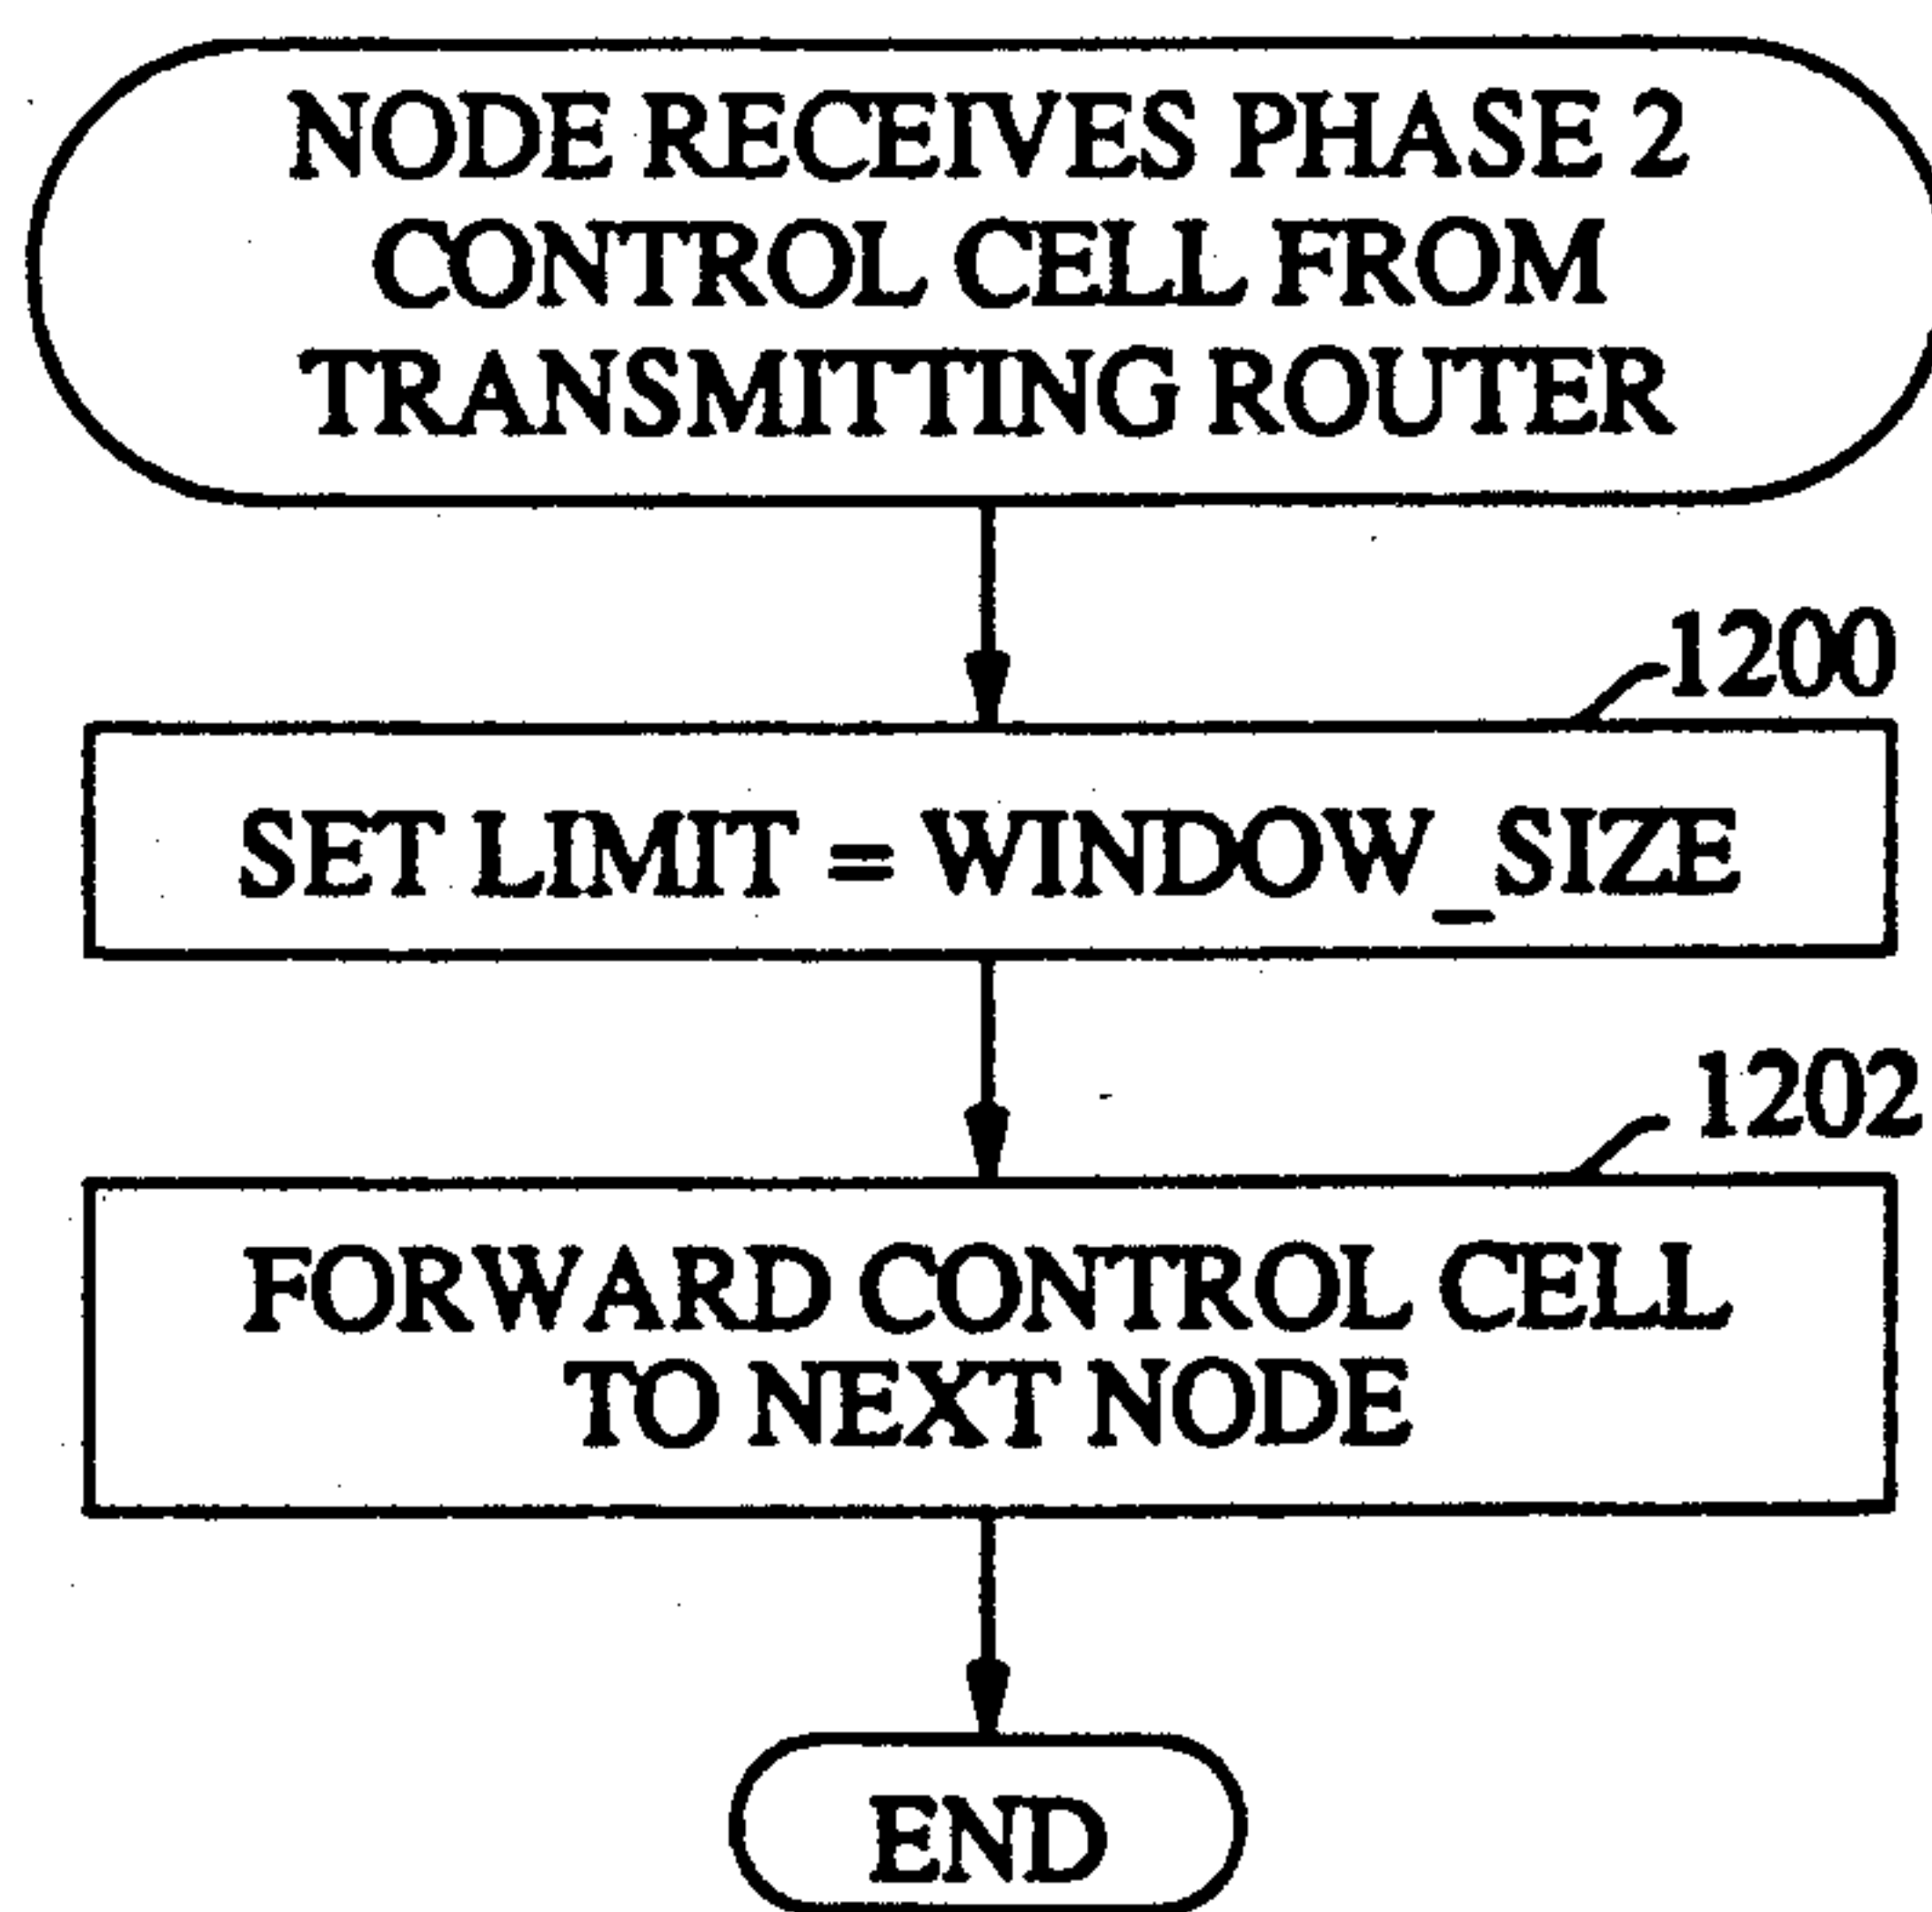 NODE RECEIVES PHASE 2
CONTROL CELL FROM
TRANSMITTING ROUTER
1200
SET LIMIT = WINDOW_SIZE
1202
FORWARD CONTROL CELL
TO NEXT NODE
END